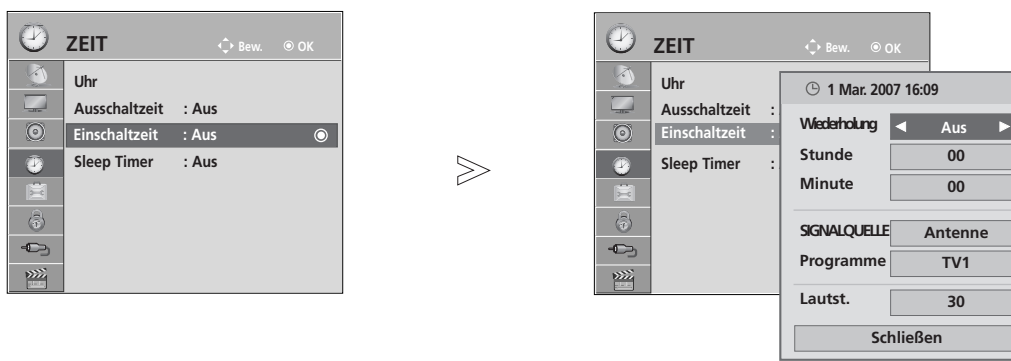 ZEIT Bew. OK
Uhr
Ausschaltzeit : Aus
Einschaltzeit : Aus
Sleep Timer : Aus
ZEIT Bew. OK
Uhr
Ausschaltzeit :
Einschaltzeit :
Sleep Timer :
1 Mar. 2007 16:09
Wiederholung ◀ Aus ▶
Stunde 00
Minute 00
SIGNALQUELLE Antenne
Programme TV1
Lautst. 30
Schließen